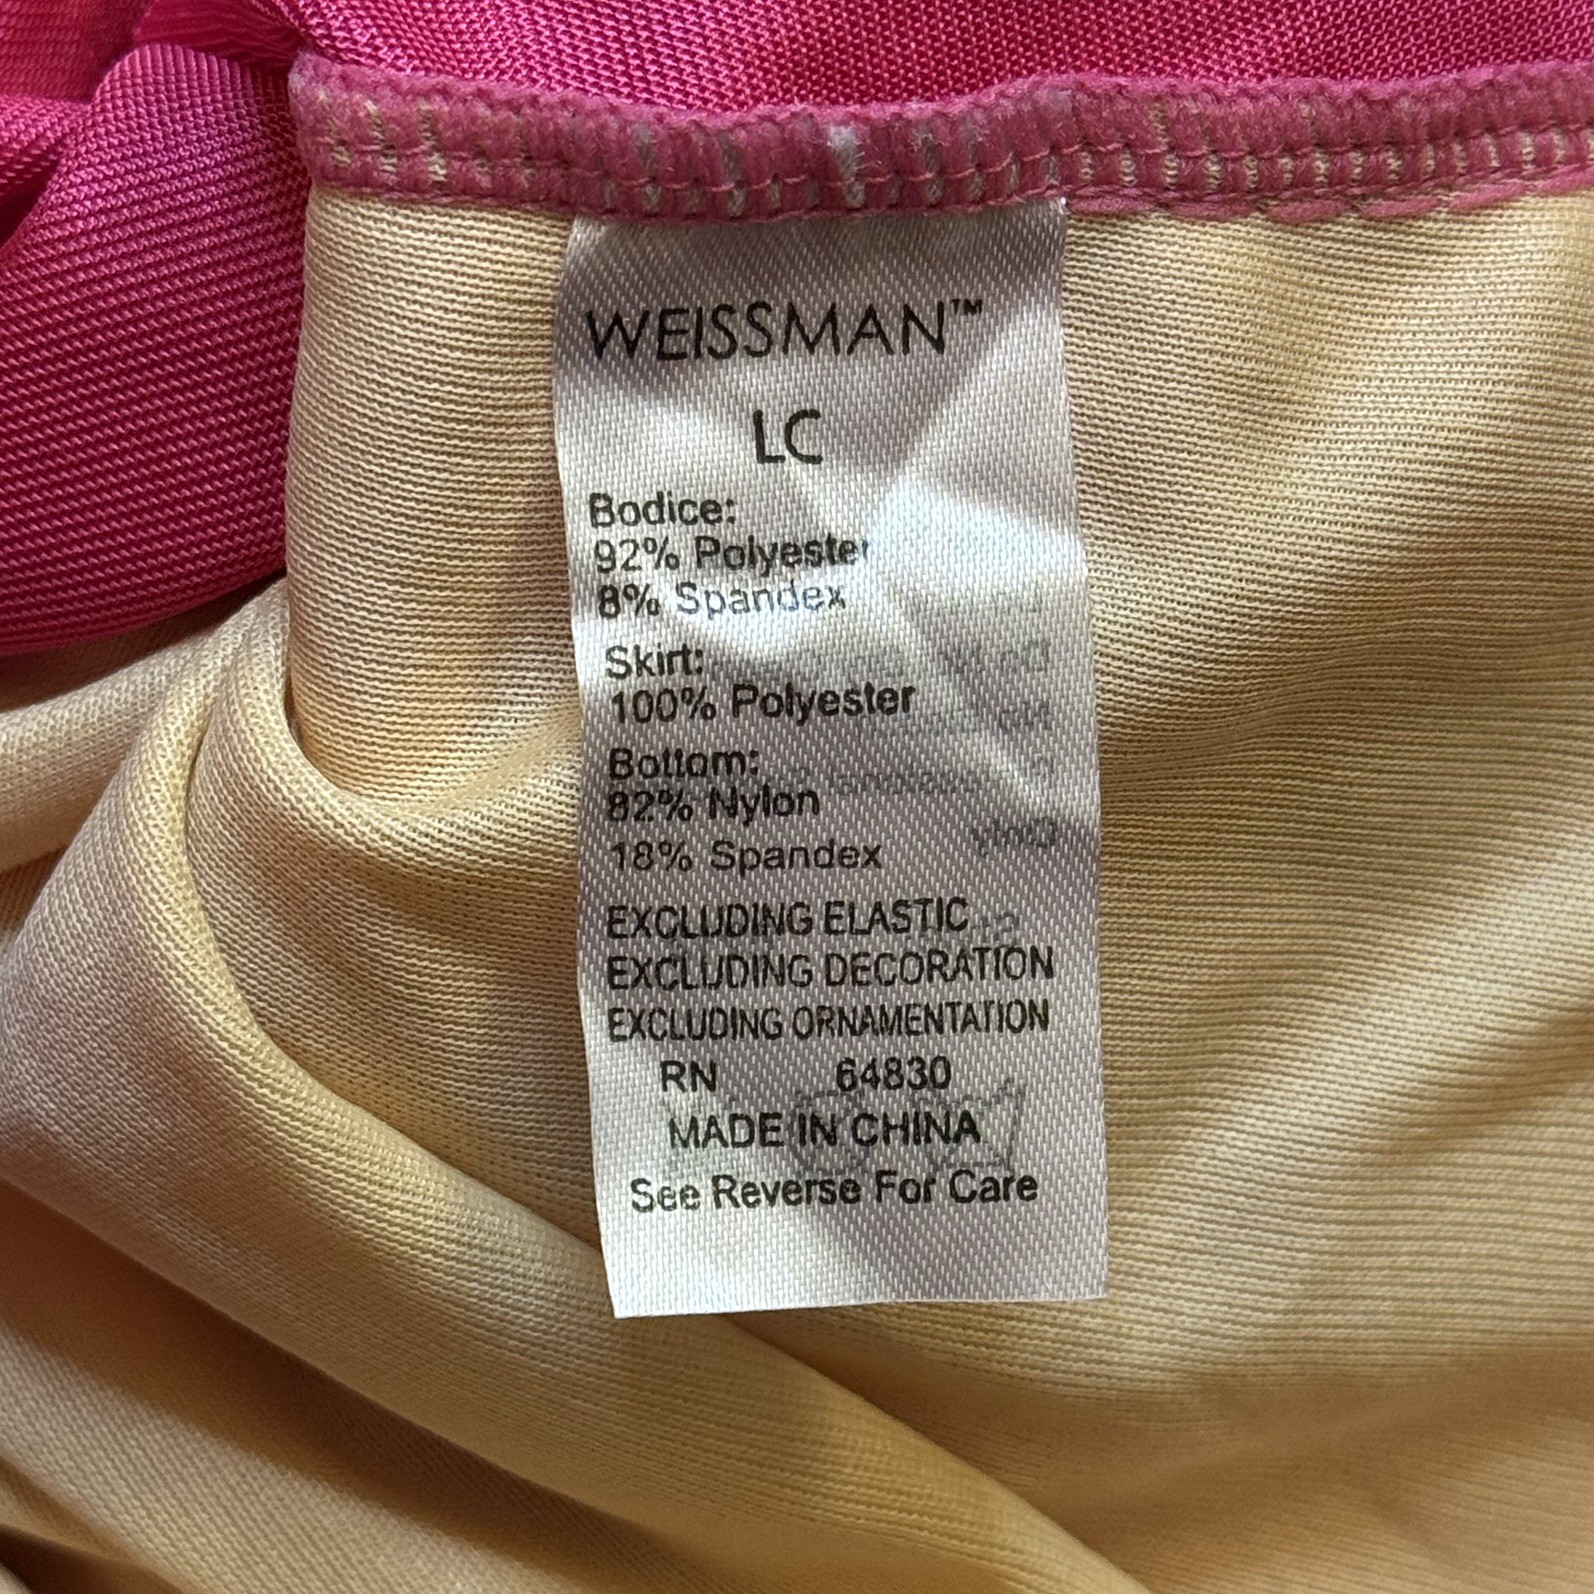 WEISSMAN™
LC
Bodice:
92% Polyester
8% Spandex
Skirt:
100% Polyester
Bottom:
82% Nylon
18% Spandex
EXCLUDING ELASTIC
EXCLUDING DECORATION
EXCLUDING ORNAMENTATION
RN 64830
MADE IN CHINA
See Reverse For Care